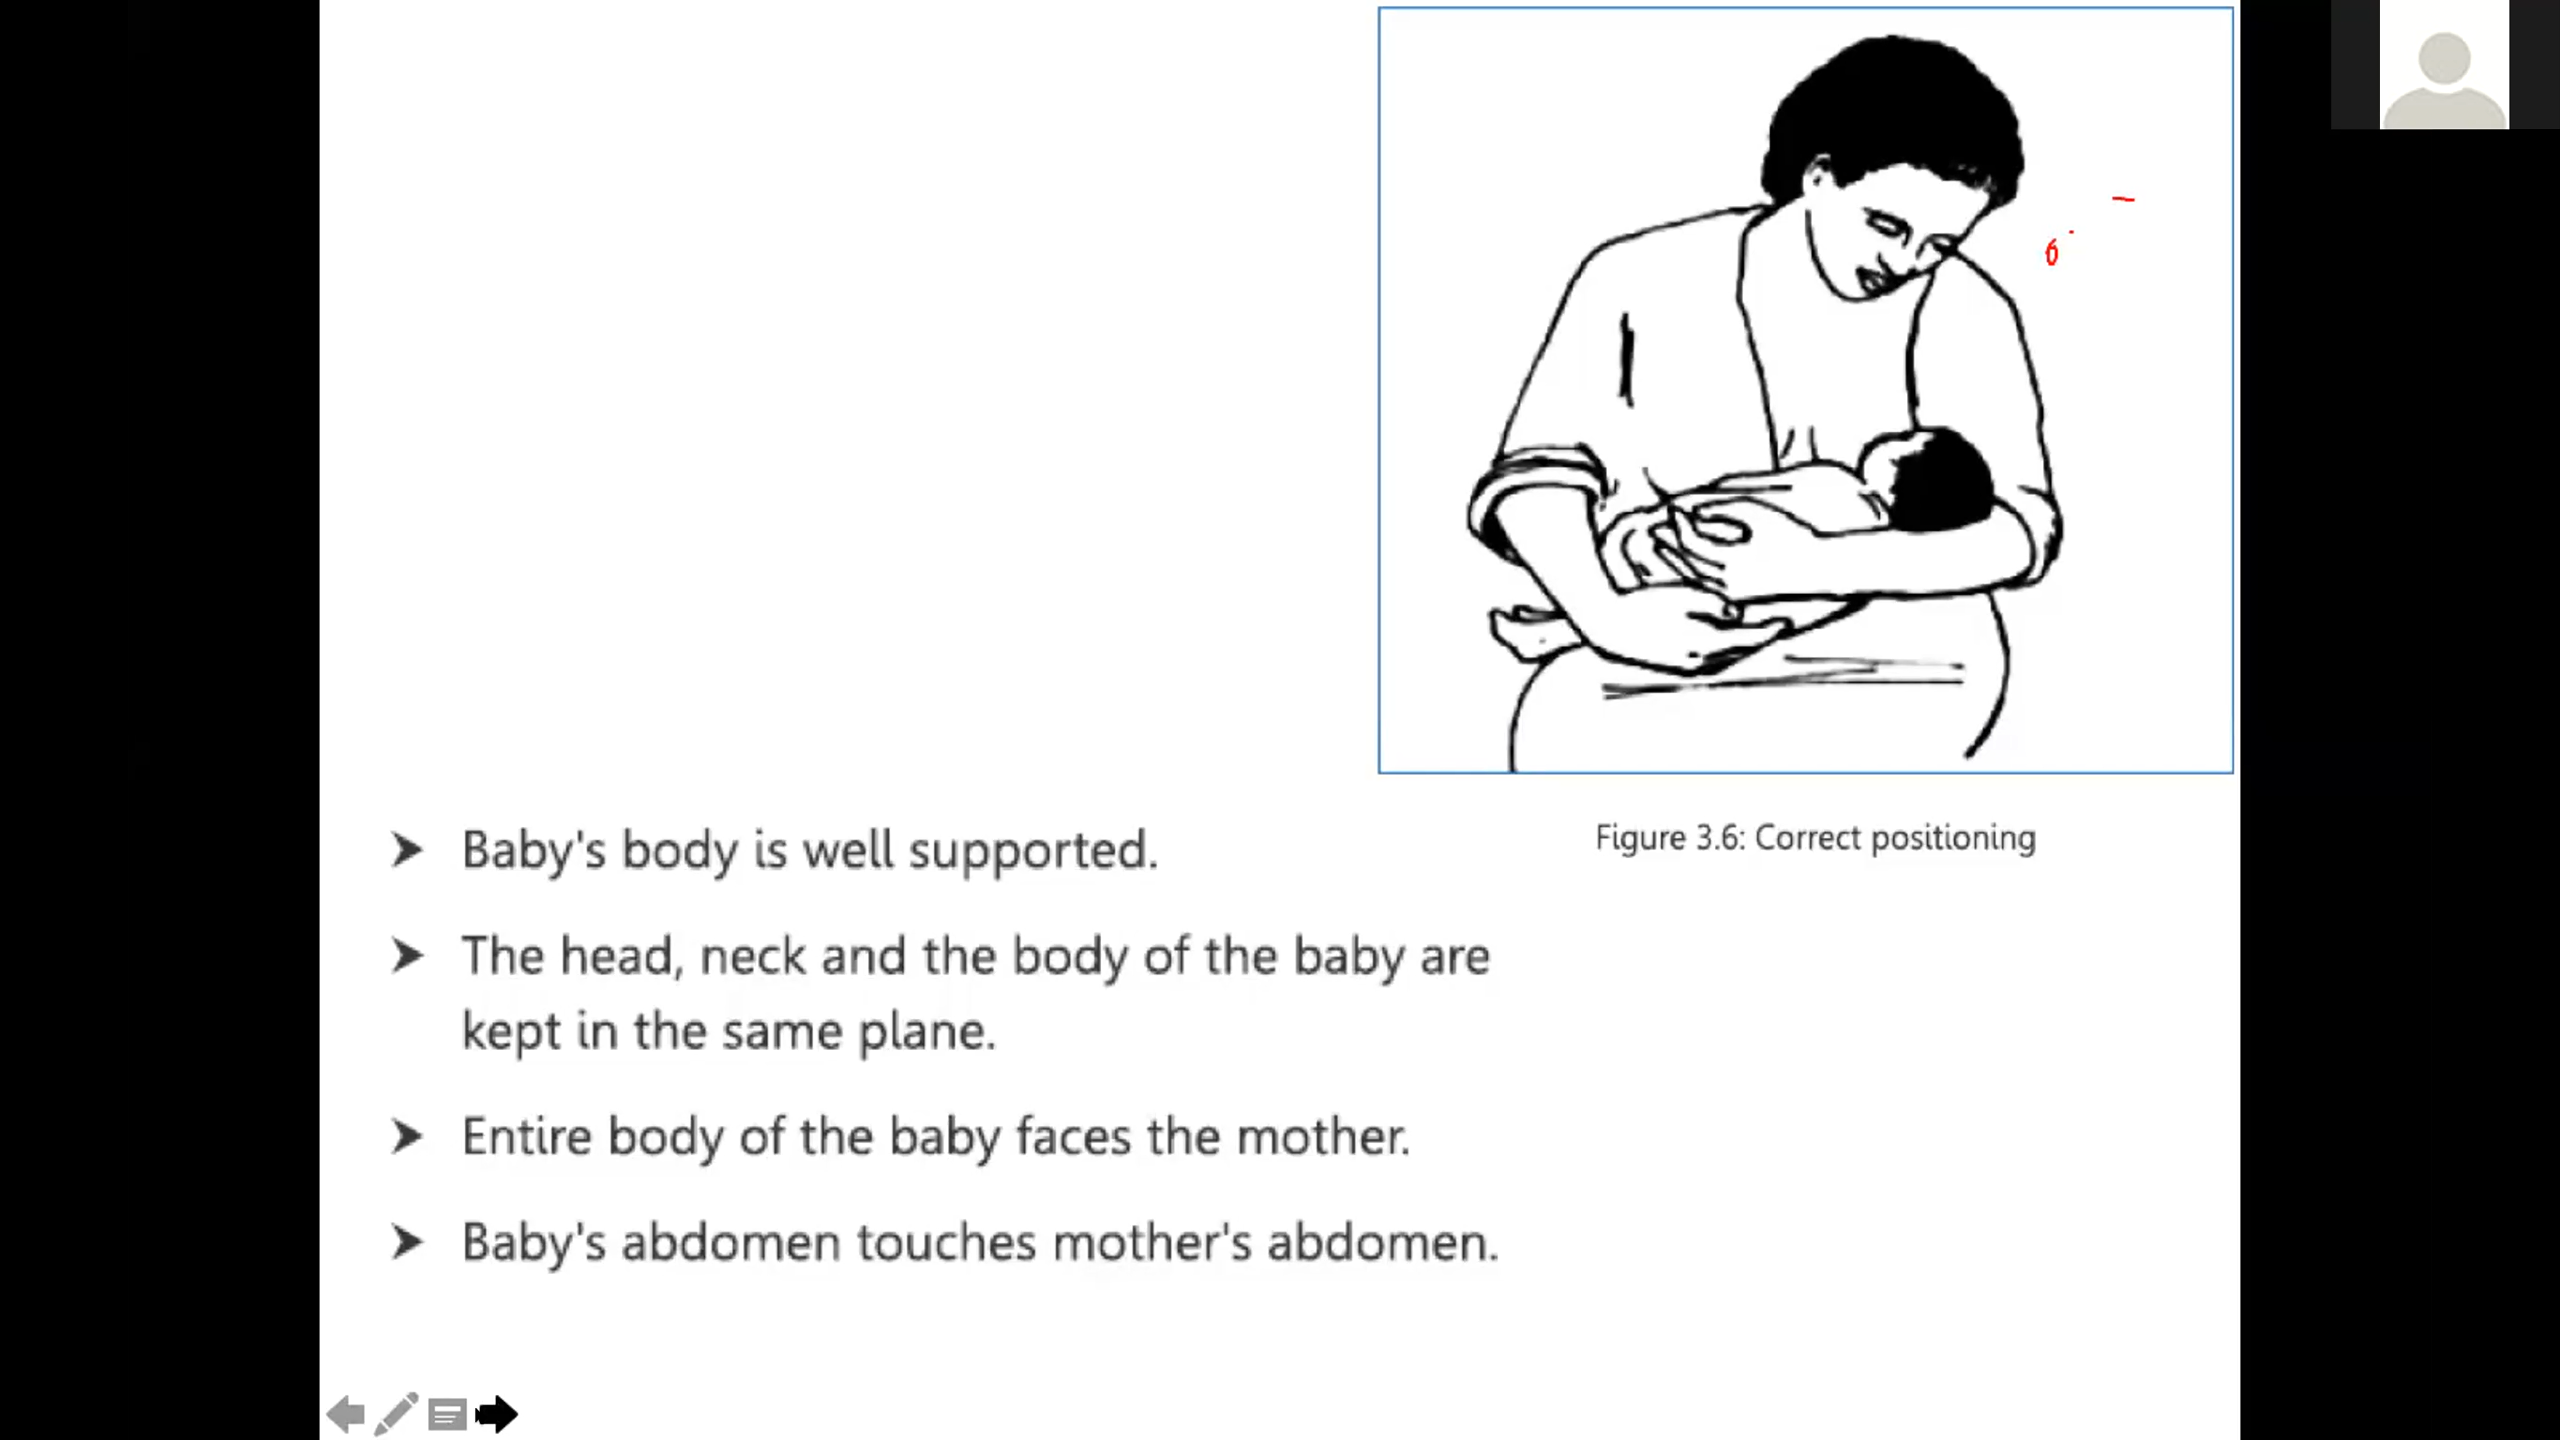 Figure 3.6: Correct positioning
➤ Baby's body is well supported.
➤ The head, neck and the body of the baby are
kept in the same plane.
➤ Entire body of the baby faces the mother.
➤ Baby's abdomen touches mother's abdomen.